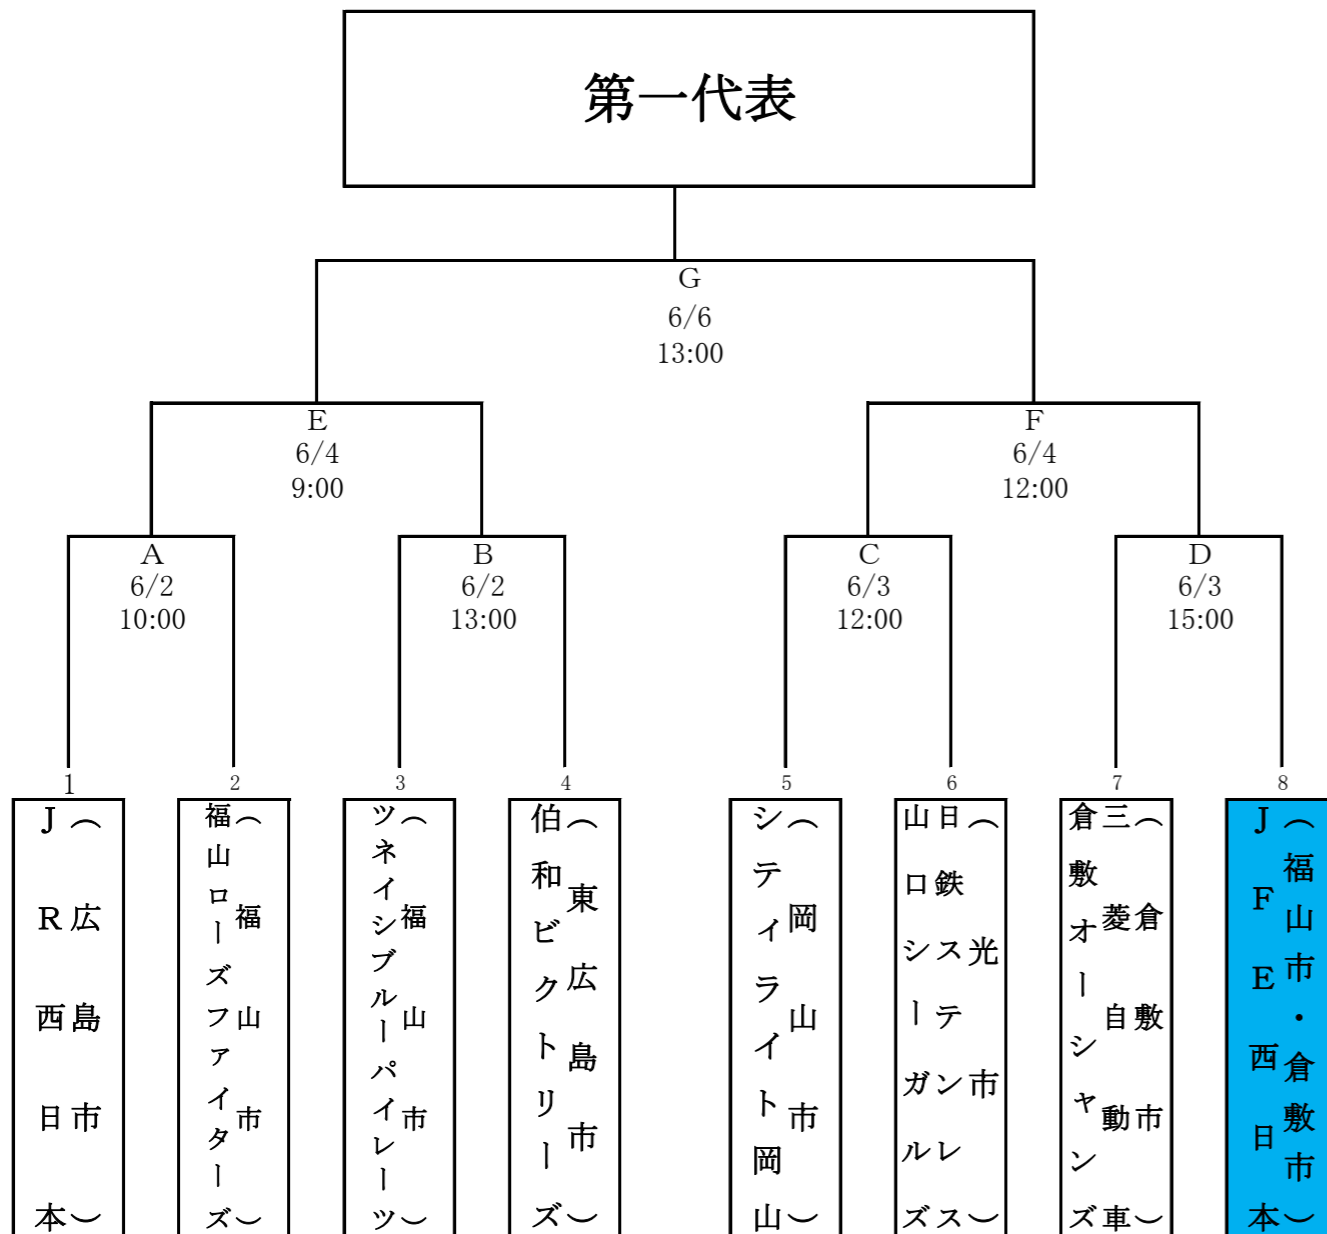 第一代表
G
6/6
13:00
E
6/4
9:00
F
6/4
12:00
A
6/2
10:00
B
6/2
13:00
C
6/3
12:00
D
6/3
15:00
1
2
3
4
5
6
7
8
（広島市）
JR西日本
（福山市）
福山ローズファイターズ
（福山市）
ツネイシブルーパイレーツ
（東広島市）
伯和ビクトリーズ
（岡山市）
シティライト岡山
（光市）
日鉄ステンレス
山口シーガルズ
（倉敷市）
三菱自動車
倉敷オーシャンズ
（福山市・倉敷市）
JFE西日本